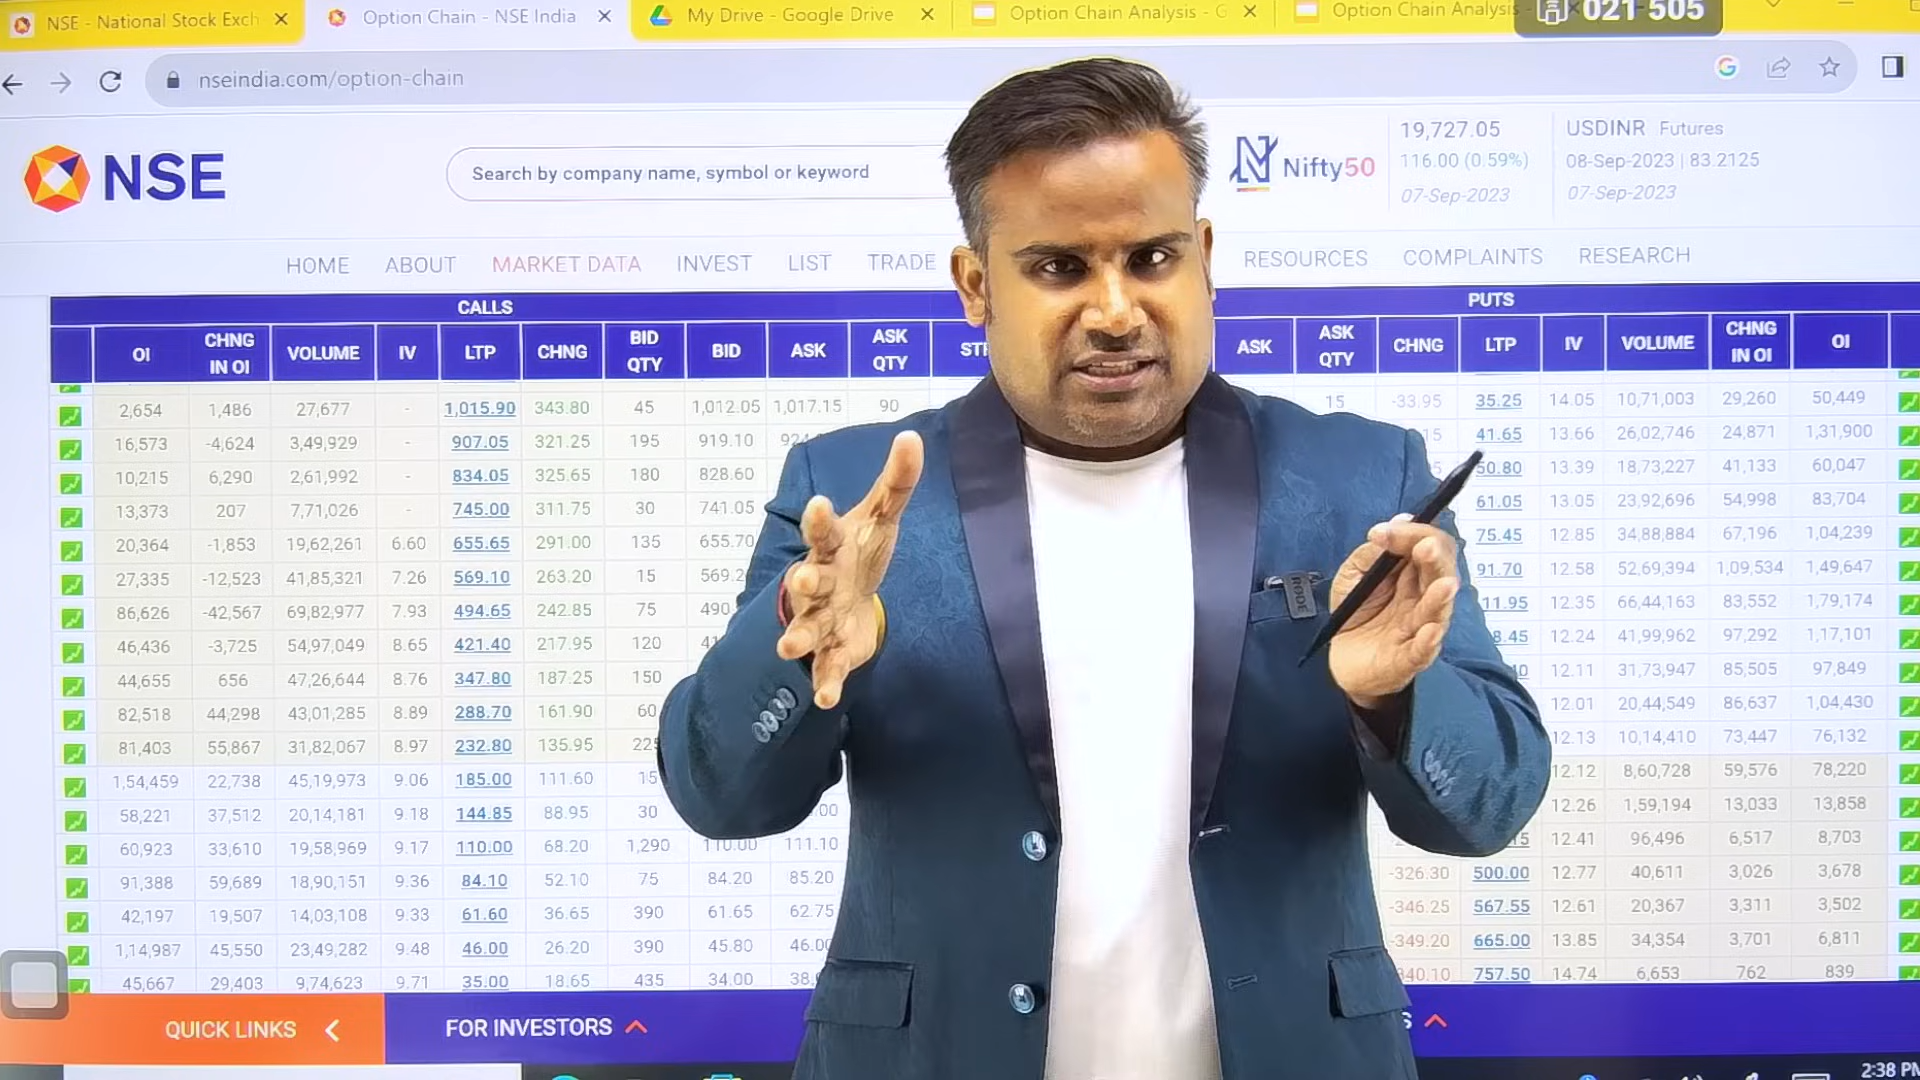 NSE - National Stock Exch
Option Chain - NSE India
My Drive - Google Drive
Option Chain Analysis - G
Option Chain Analysis -
021 505
nseindia.com/option-chain
NSE
Search by company name, symbol or keyword
Nifty50
19,727.05
116.00 (0.59%)
07-Sep-2023
USDINR Futures
08-Sep-2023 | 83.2125
07-Sep-2023
HOME ABOUT MARKET DATA INVEST LIST TRADE RESOURCES COMPLAINTS RESEARCH
CALLS PUTS
OI CHNG IN OI VOLUME IV LTP CHNG BID QTY BID ASK ASK QTY ASK ASK QTY CHNG LTP IV VOLUME CHNG IN OI OI
2,654 1,486 27,677 - 1,015.90 343.80 45 1,012.05 1,017.15 90 15 -33.95 35.25 14.05 10,71,003 29,260 50,449
16,573 -4,624 3,49,929 - 907.05 321.25 195 919.10 41.65 13.66 26,02,746 24,871 1,31,900
10,215 6,290 2,61,992 - 834.05 325.65 180 828.60 50.80 13.39 18,73,227 41,133 60,047
13,373 207 7,71,026 - 745.00 311.75 30 741.05 61.05 13.05 23,92,696 54,998 83,704
20,364 -1,853 19,62,261 6.60 655.65 291.00 135 655.70 75.45 12.85 34,88,884 67,196 1,04,239
27,335 -12,523 41,85,321 7.26 569.10 263.20 15 91.70 12.58 52,69,394 1,09,534 1,49,647
86,626 -42,567 69,82,977 7.93 494.65 242.85 75 11.95 12.35 66,44,163 83,552 1,79,174
46,436 -3,725 54,97,049 8.65 421.40 217.95 120 8.45 12.24 41,99,962 97,292 1,17,101
44,655 656 47,26,644 8.76 347.80 187.25 150 12.11 31,73,947 85,505 97,849
82,518 44,298 43,01,285 8.89 288.70 161.90 60 12.01 20,44,549 86,637 1,04,430
81,403 55,867 31,82,067 8.97 232.80 135.95 225 12.13 10,14,410 73,447 76,132
1,54,459 22,738 45,19,973 9.06 185.00 111.60 15 12.12 8,60,728 59,576 78,220
58,221 37,512 20,14,181 9.18 144.85 88.95 30 12.26 1,59,194 13,033 13,858
60,923 33,610 19,58,969 9.17 110.00 68.20 1,290 110.00 111.10 12.41 96,496 6,517 8,703
91,388 59,689 18,90,151 9.36 84.10 52.10 75 84.20 85.20 -326.30 500.00 12.77 40,611 3,026 3,678
42,197 19,507 14,03,108 9.33 61.60 36.65 390 61.65 62.75 -346.25 567.55 12.61 20,367 3,311 3,502
1,14,987 45,550 23,49,282 9.48 46.00 26.20 390 45.80 46.00 -349.20 665.00 13.85 34,354 3,701 6,811
45,667 29,403 9,74,623 9.71 35.00 18.65 435 34.00 757.50 14.74 6,653 762 839
RØDE
QUICK LINKS FOR INVESTORS
2:38 PM